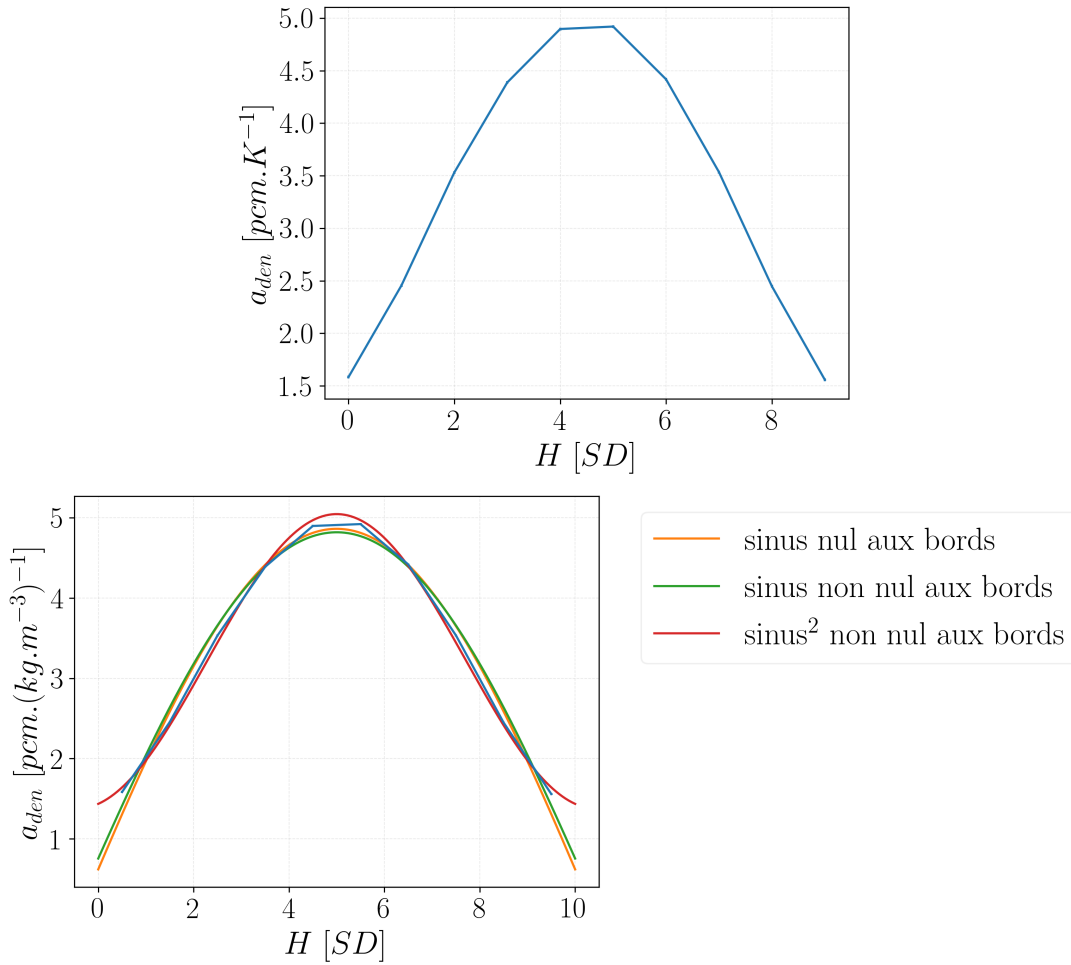 5.0
4.5
4.0
3.5
3.0
2.5
2.0
1.5
a_{den} [pcm.K^{-1}]
0 2 4 6 8
H [SD]
5
4
3
2
1
a_{den} [pcm.(kg.m^{-3})^{-1}]
0 2 4 6 8 10
H [SD]
sinus nul aux bords
sinus non nul aux bords
sinus² non nul aux bords